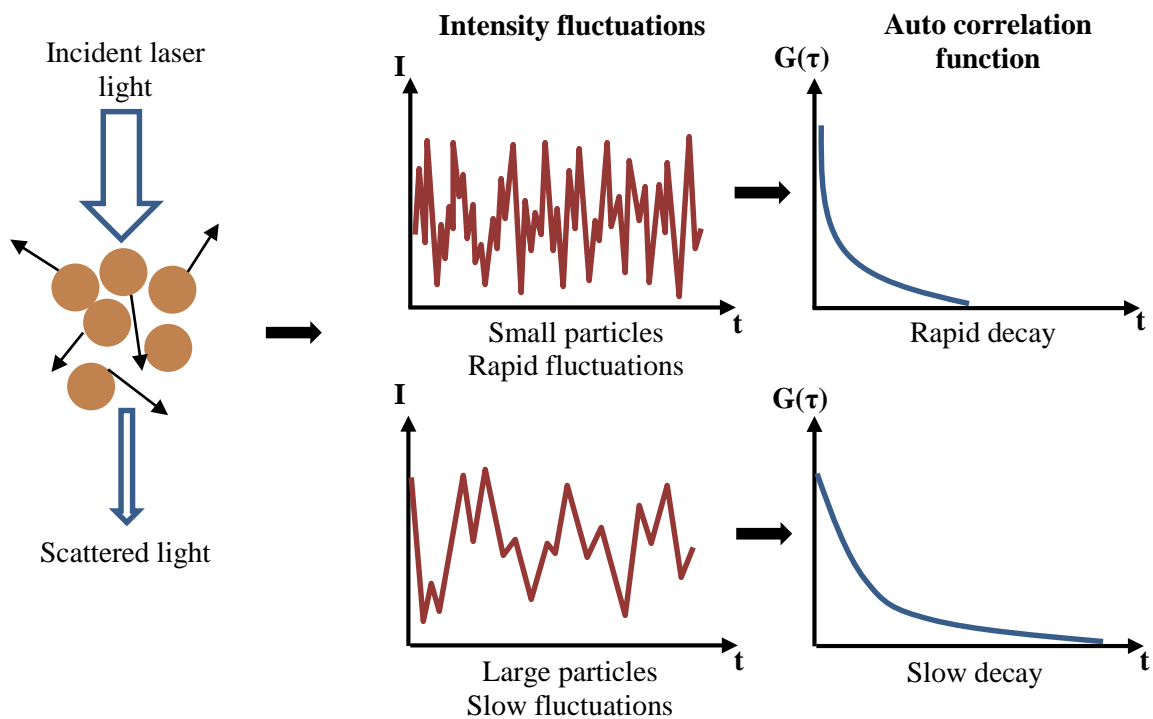 Incident laser
light
Scattered light
Intensity fluctuations
I
t
Small particles
Rapid fluctuations
Auto correlation
function
G(τ)
t
Rapid decay
I
t
Large particles
Slow fluctuations
G(τ)
t
Slow decay